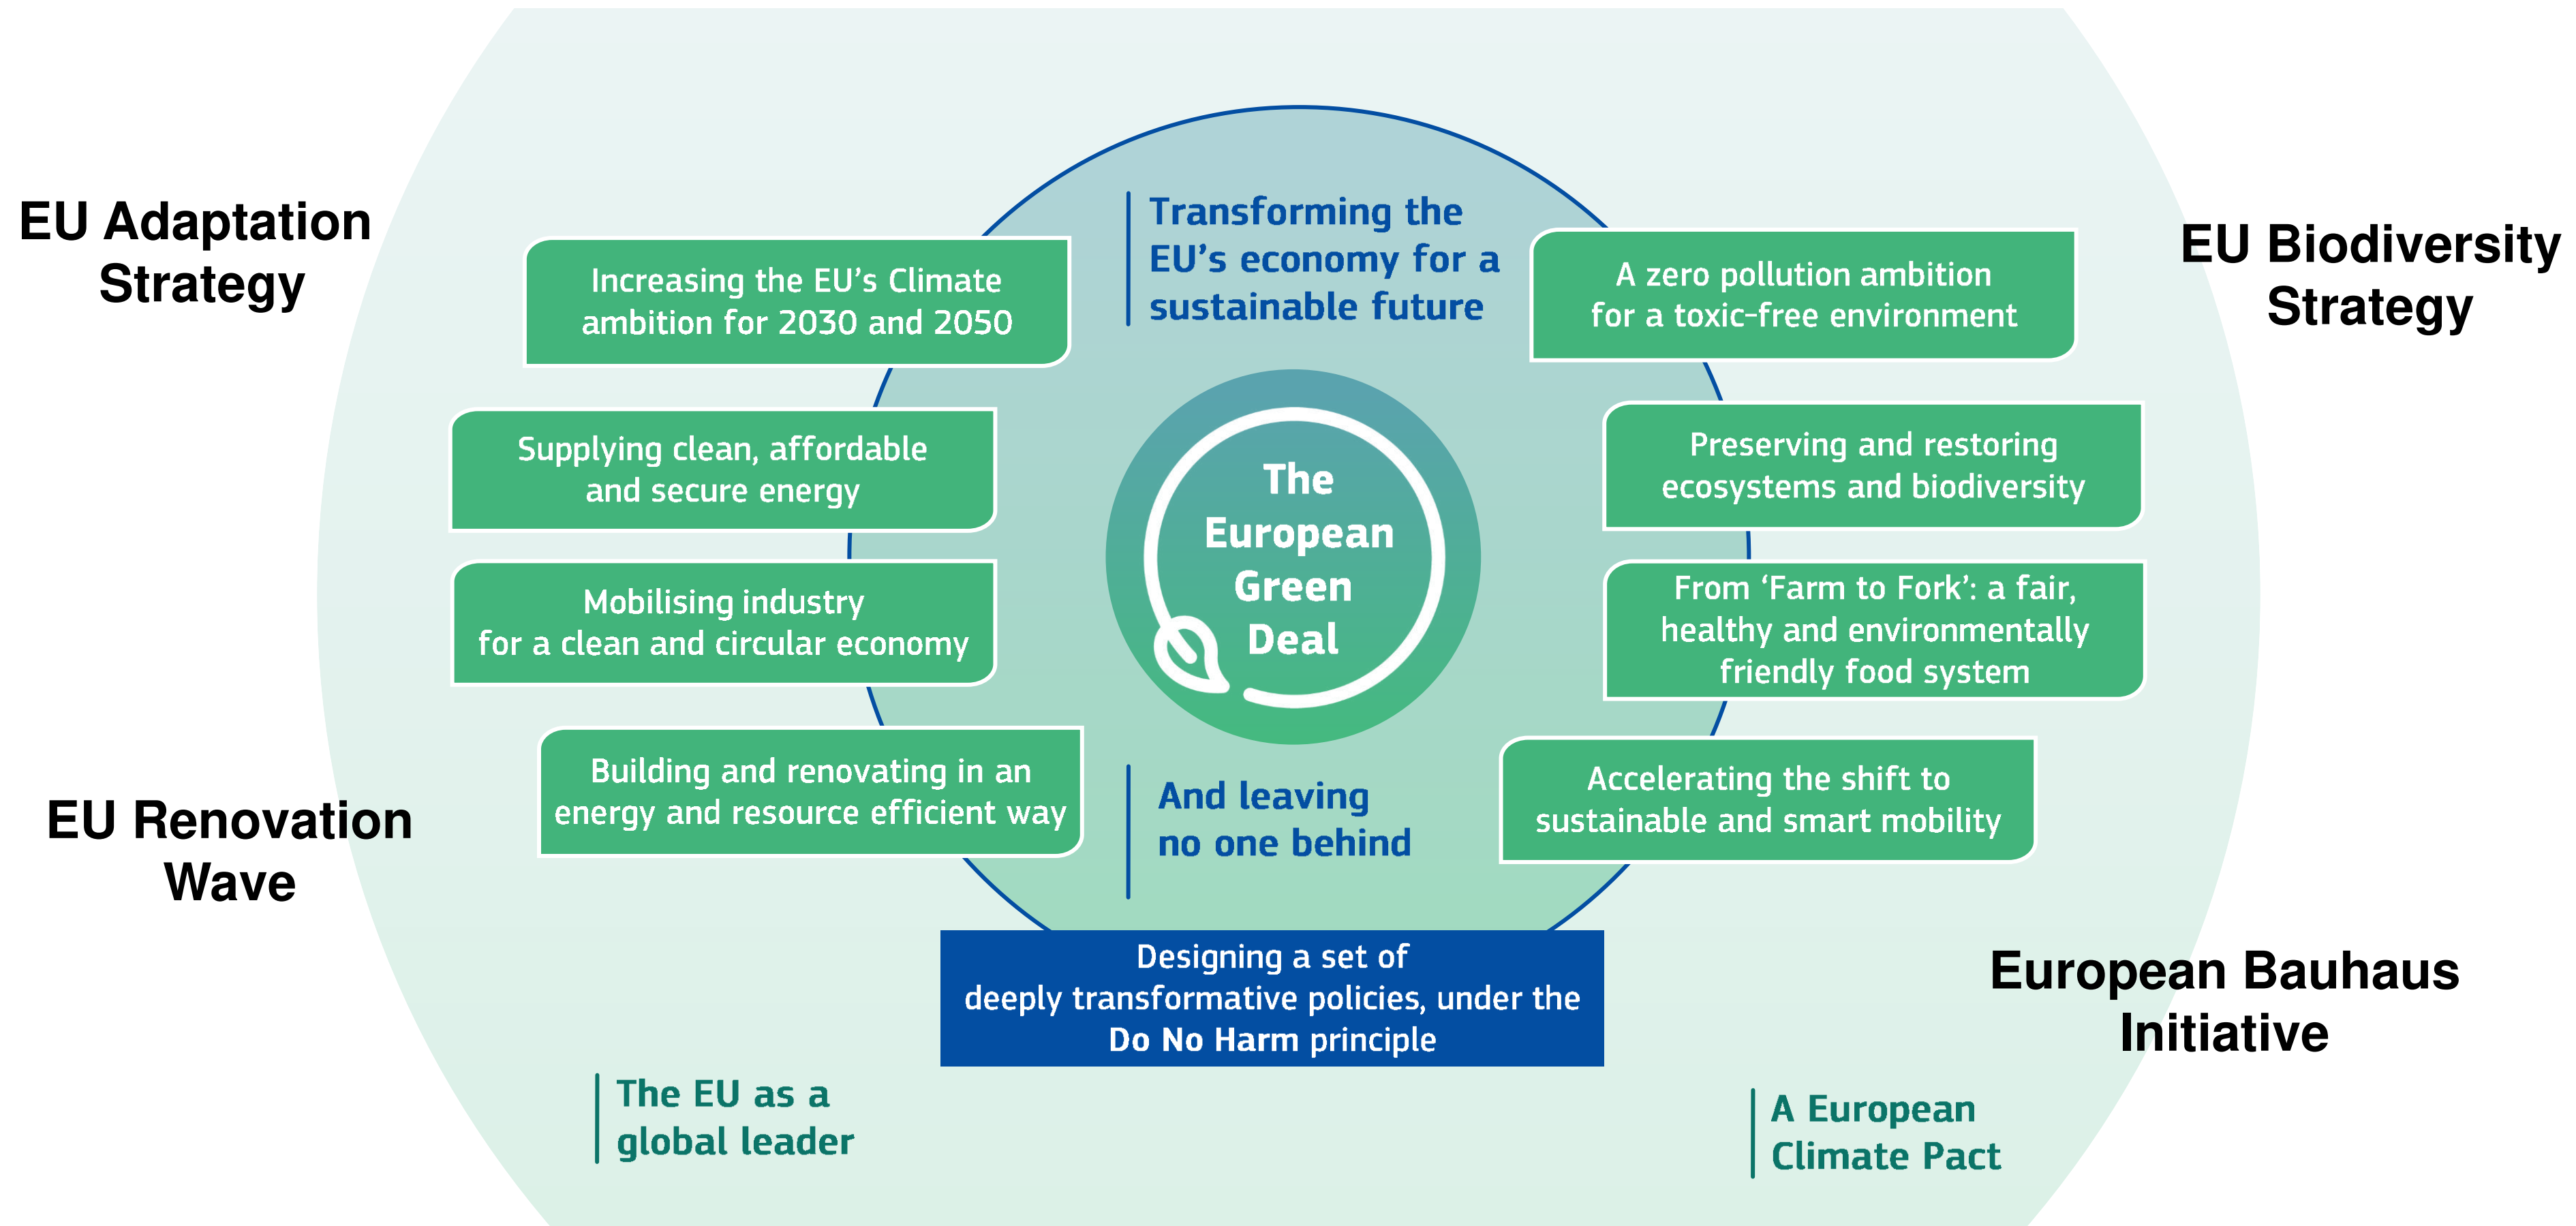 EU Adaptation
Strategy
EU Renovation
Wave
Increasing the EU’s Climate
ambition for 2030 and 2050
Supplying clean, affordable
and secure energy
Mobilising industry
for a clean and circular economy
Building and renovating in an
energy and resource efficient way
Transforming the
EU’s economy for a
sustainable future
The
European
Green
Deal
And leaving
no one behind
Designing a set of
deeply transformative policies, under the
Do No Harm principle
A zero pollution ambition
for a toxic-free environment
Preserving and restoring
ecosystems and biodiversity
From ‘Farm to Fork’: a fair,
healthy and environmentally
friendly food system
Accelerating the shift to
sustainable and smart mobility
EU Biodiversity
Strategy
European Bauhaus
Initiative
The EU as a
global leader
A European
Climate Pact